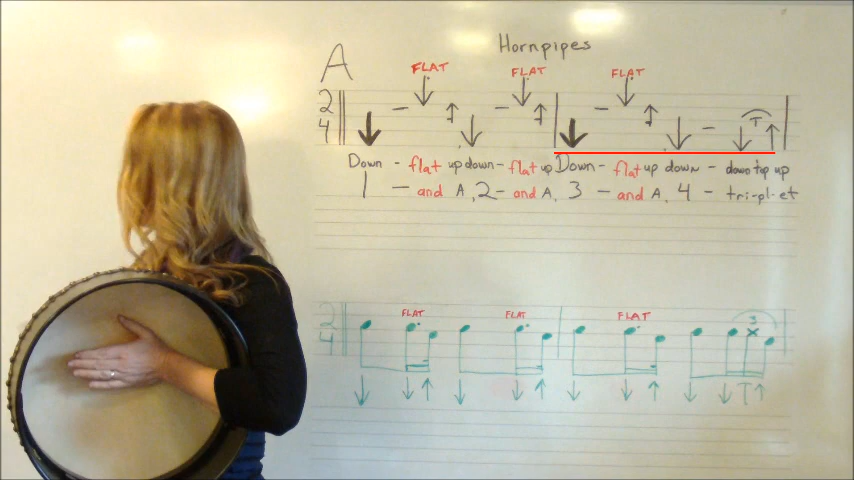 Hornpipes
A
FLAT FLAT FLAT
2
4
T
Down - flat up down - flat up Down - flat up down - down top up
1 - and A, 2 - and A, 3 - and A, 4 - tri-pl-et
FLAT FLAT FLAT 3
2
4
T